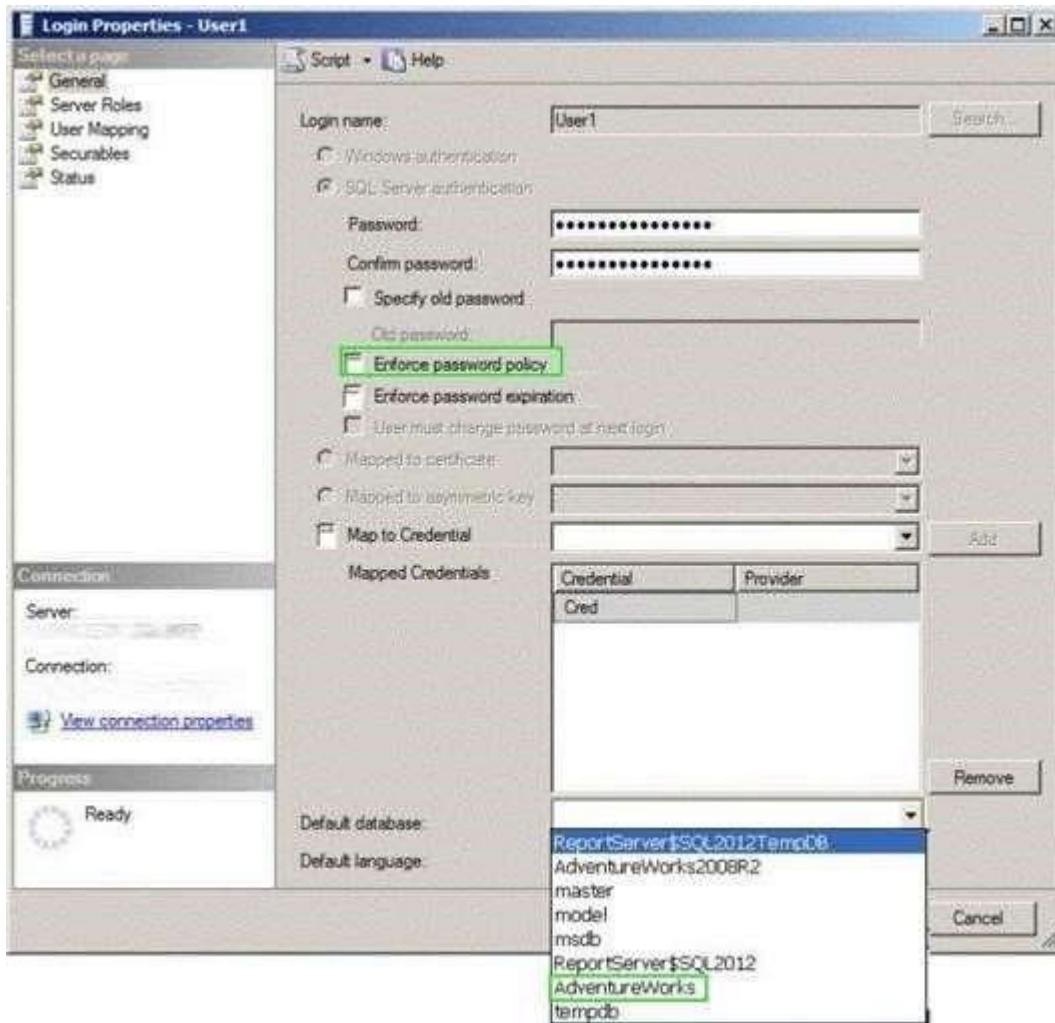 Login Properties - User1
Select a page
General
Server Roles
User Mapping
Securables
Status
Script
Help
Login name:
User1
Search...
Windows authentication
SQL Server authentication
Password:
Confirm password:
Specify old password
Old password:
Enforce password policy
Enforce password expiration
User must change password at next login
Mapped to certificate
Mapped to asymmetric key
Map to Credential
Add
Mapped Credentials
Credential
Provider
Cred
Connection
Server:
Connection:
View connection properties
Progress
Ready
Remove
Default database:
Default language:
ReportServer$SQL2012TempDB
AdventureWorks2008R2
master
model
msdb
ReportServer$SQL2012
AdventureWorks
tempdb
Cancel